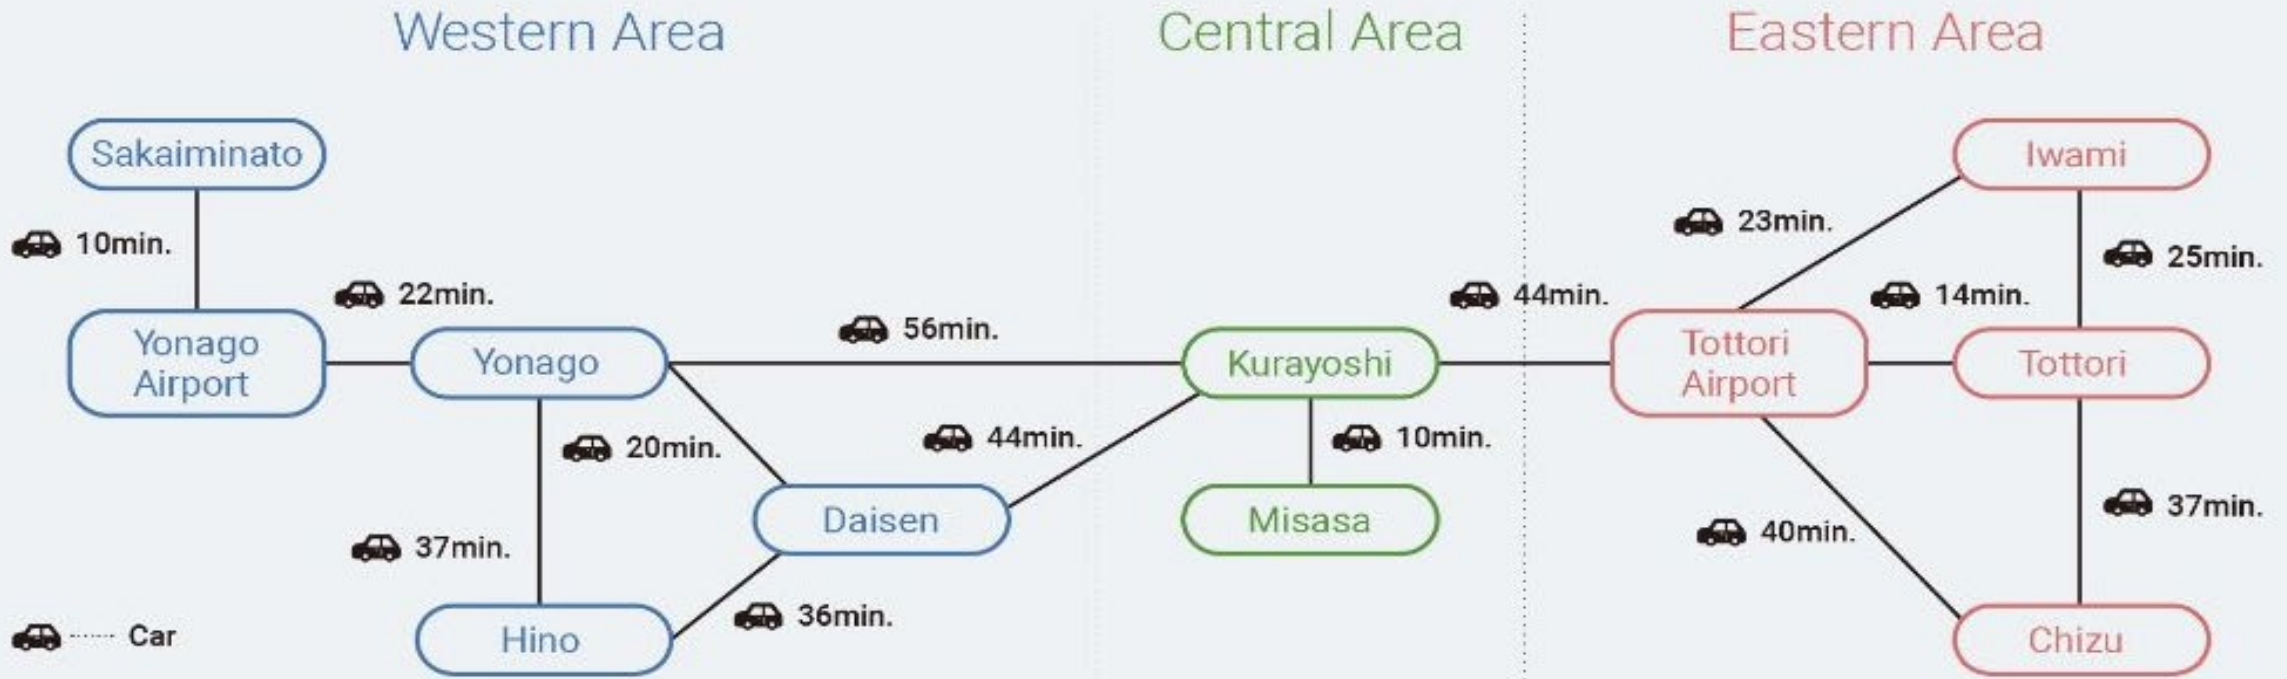 Western Area
Central Area
Eastern Area
Sakaiminato
Iwami
10min.
23min.
25min.
22min.
44min.
14min.
56min.
Yonago
Airport
Yonago
Kurayoshi
Tottori
Airport
Tottori
20min.
44min.
10min.
37min.
Daisen
Misasa
37min.
40min.
36min.
Car
Hino
Chizu